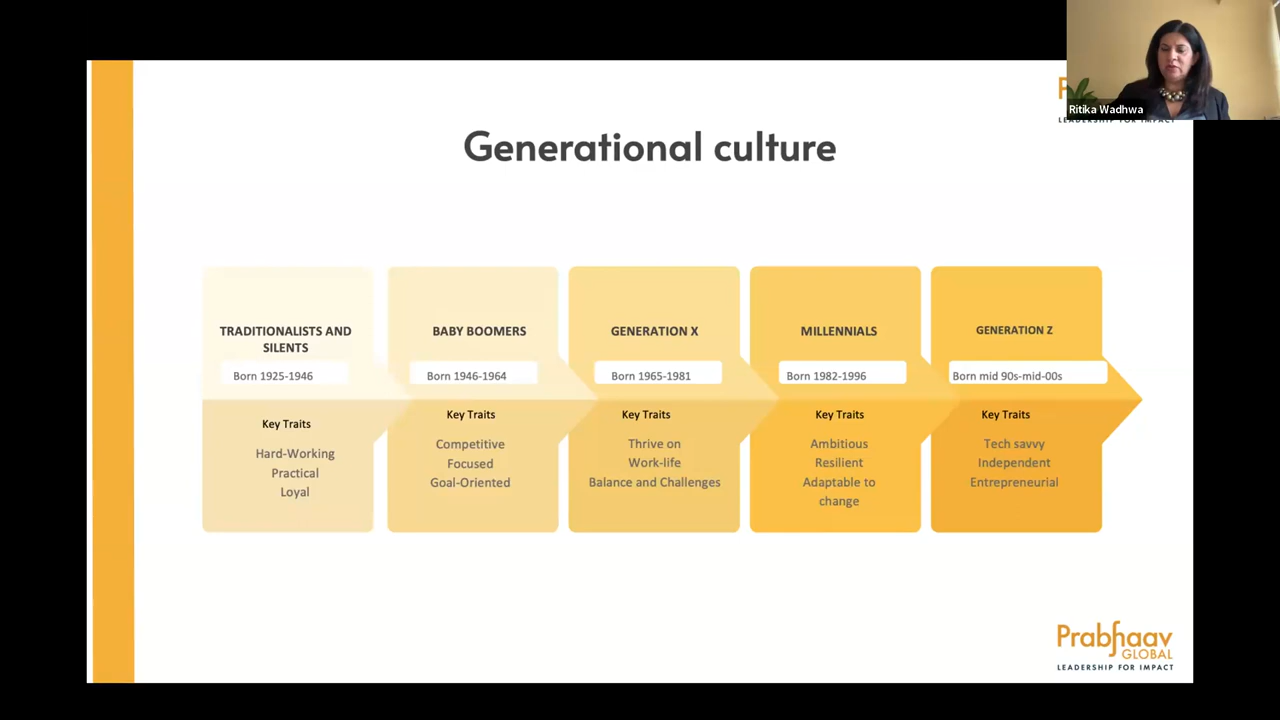 Ritika Wadhwa
Generational culture
TRADITIONALISTS AND
SILENTS
Born 1925-1946
Key Traits
Hard-Working
Practical
Loyal
BABY BOOMERS
Born 1946-1964
Key Traits
Competitive
Focused
Goal-Oriented
GENERATION X
Born 1965-1981
Key Traits
Thrive on
Work-life
Balance and Challenges
MILLENNIALS
Born 1982-1996
Key Traits
Ambitious
Resilient
Adaptable to
change
GENERATION Z
Born mid 90s-mid-00s
Key Traits
Tech savvy
Independent
Entrepreneurial
Prabhaav
GLOBAL
LEADERSHIP FOR IMPACT